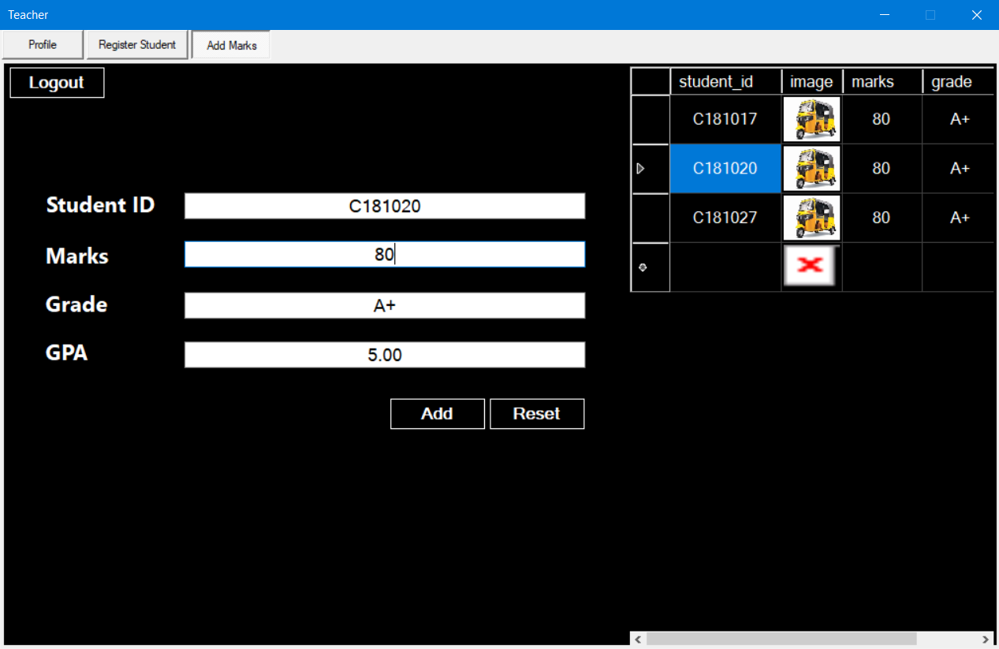 Teacher
Profile Register Student Add Marks
Logout
Student ID C181020
Marks 80
Grade A+
GPA 5.00
Add Reset
student_id image marks grade
C181017 80 A+
C181020 80 A+
C181027 80 A+